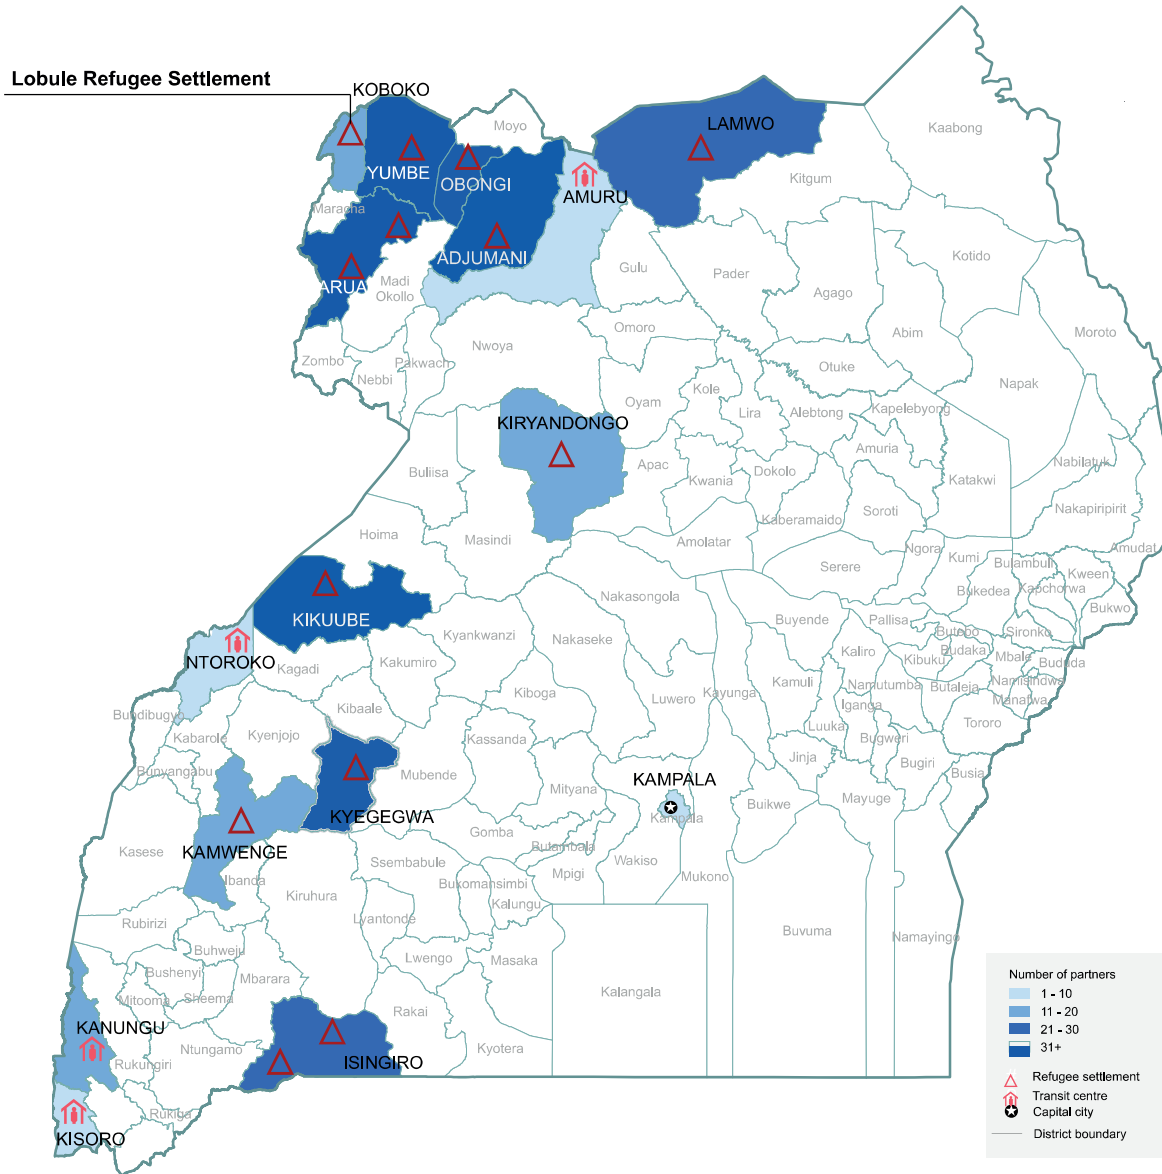 Lobule Refugee Settlement
KOBOKO
Moyo
LAMWO
Kaabong
YUMBE
OBONGI
Kitgum
AMURU
Maracha
ADJUMANI
Kotido
Gulu
Pader
Madi
Okollo
ARUA
Agago
Omoro
Abim
Moroto
Nwoya
Zombo
Pakwach
Nebbi
Otuke
Napak
Kole
Oyam
Lira
Alebtong
Kapelebyong
KIRYANDONGO
Amuria
Buliisa
Apac
Kwania
Dokolo
Katakwi
Nabilatuk
Soroti
Nakapiripirit
Kaberamaido
Hoima
Masindi
Amolatar
Ngora
Kumi
Amudat
Serere
Bulambuli
Kween
Bukedea
Kapchorwa
Nakasongola
Bukwo
KIKUUBE
Buyende
Pallisa
Kyankwanzi
Nakaseke
Butebo
Sironko
NTOROKO
Kagadi
Kakumiro
Kaliro
Kibuku
Budaka
Mbale
Bududa
Kamuli
Namutumba
Butaleja
Namisindwa
Kiboga
Luwero
Kayunga
Iganga
Manafwa
Bundibugyo
Kibaale
Luuka
Tororo
Kabarole
Kyenjojo
Kassanda
Bugweri
Bunyangabu
Mubende
KAMPALA
Jinja
Bugiri
Busia
Mityana
Buikwe
Mayuge
KYEGEGWA
Kampala
Gomba
KAMWENGE
Butambala
Kasese
Ssembabule
Wakiso
Mpigi
Mukono
Ibanda
Kiruhura
Bukomansimbi
Kalungu
Rubirizi
Lyantonde
Buvuma
Namayingo
Buhweju
Lwengo
Masaka
Bushenyi
Mbarara
Mitooma
Sheema
Kalangala
Rakai
KANUNGU
Ntungamo
Kyotera
Rukungiri
ISINGIRO
Rukiga
KISORO
Number of partners
1 - 10
11 - 20
21 - 30
31+
Refugee settlement
Transit centre
Capital city
District boundary